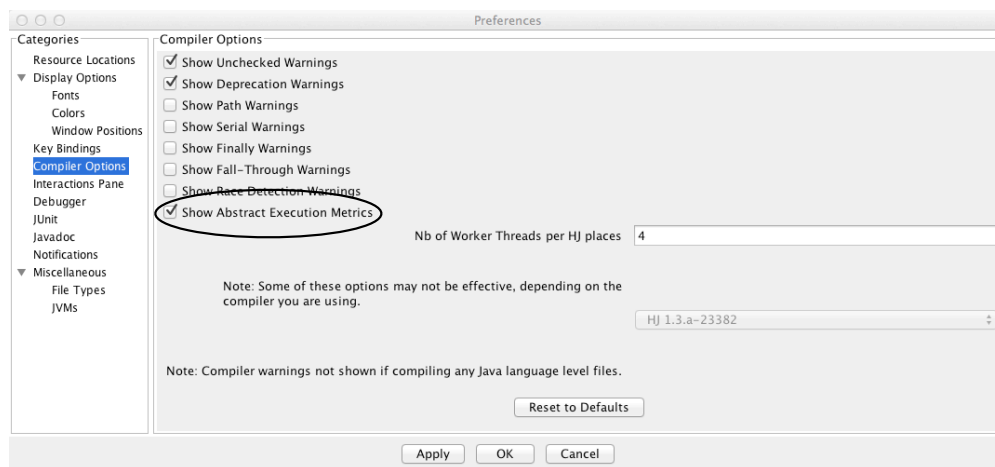 Preferences
Categories
Resource Locations
Display Options
Fonts
Colors
Window Positions
Key Bindings
Compiler Options
Interactions Pane
Debugger
JUnit
Javadoc
Notifications
Miscellaneous
File Types
JVMs
Compiler Options
Show Unchecked Warnings
Show Deprecation Warnings
Show Path Warnings
Show Serial Warnings
Show Finally Warnings
Show Fall-Through Warnings
Show Race Detection Warnings
Show Abstract Execution Metrics
Nb of Worker Threads per HJ places 4
Note: Some of these options may not be effective, depending on the
compiler you are using.
HJ 1.3.a-23382
Note: Compiler warnings not shown if compiling any Java language level files.
Reset to Defaults
Apply OK Cancel